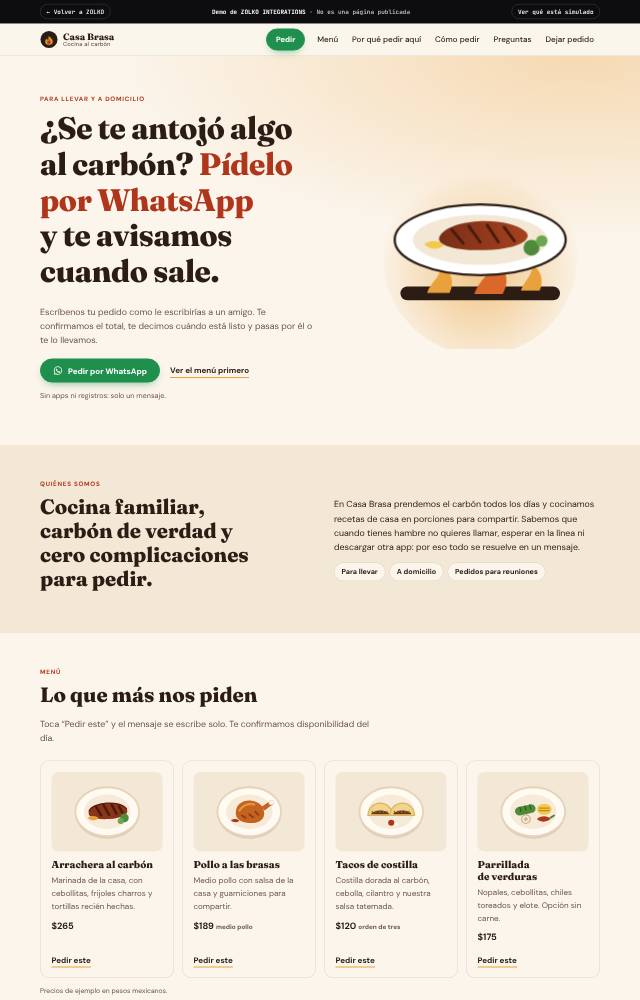 ← Volver a ZOLKO
Demo de ZOLKO INTEGRATIONS · No es una página publicada
Ver qué está simulado
Casa Brasa
Cocina al carbón
Pedir
Menú
Por qué pedir aquí
Cómo pedir
Preguntas
Dejar pedido
PARA LLEVAR Y A DOMICILIO
¿Se te antojó algo
al carbón? Pídelo
por WhatsApp
y te avisamos
cuando sale.
Escríbenos tu pedido como le escribirías a un amigo. Te
confirmamos el total, te decimos cuándo está listo y pasas por él o
te lo llevamos.
Pedir por WhatsApp
Ver el menú primero
Sin apps ni registros: solo un mensaje.
QUIÉNES SOMOS
Cocina familiar,
carbón de verdad y
cero complicaciones
para pedir.
En Casa Brasa prendemos el carbón todos los días y cocinamos
recetas de casa en porciones para compartir. Sabemos que
cuando tienes hambre no quieres llamar, esperar en la línea ni
descargar otra app: por eso todo se resuelve en un mensaje.
Para llevar
A domicilio
Pedidos para reuniones
MENÚ
Lo que más nos piden
Toca “Pedir este” y el mensaje se escribe solo. Te confirmamos disponibilidad del
día.
Arrachera al carbón
Marinada de la casa, con
cebollitas, frijoles charros y
tortillas recién hechas.
$265
Pedir este
Pollo a las brasas
Medio pollo con salsa de la
casa y guarniciones para
compartir.
$189 medio pollo
Pedir este
Tacos de costilla
Costilla dorada al carbón,
cebolla, cilantro y nuestra
salsa tatemada.
$120 orden de tres
Pedir este
Parrillada
de verduras
Nopales, cebollitas, chiles
toreados y elote. Opción sin
carne.
$175
Pedir este
Precios de ejemplo en pesos mexicanos.